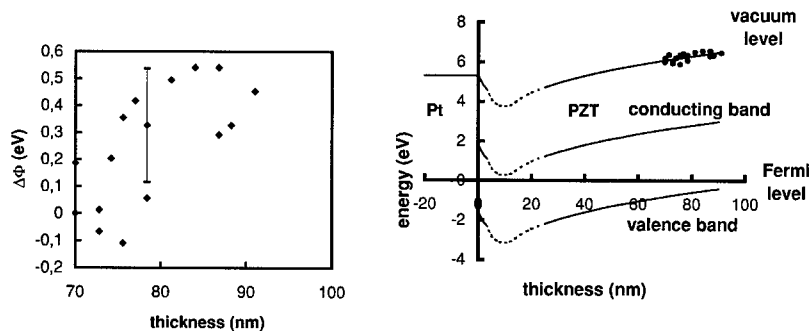 0,6
0,5
0,4
0,3
0,2
0,1
0
-0,1
-0,2
70 80 90 100
ΔΦ (eV)
thickness (nm)
8
6
4
2
0
-2
-4
-20 0 20 40 60 80 100
energy (eV)
thickness (nm)
vacuum
level
Pt
PZT
conducting band
Fermi
level
valence band